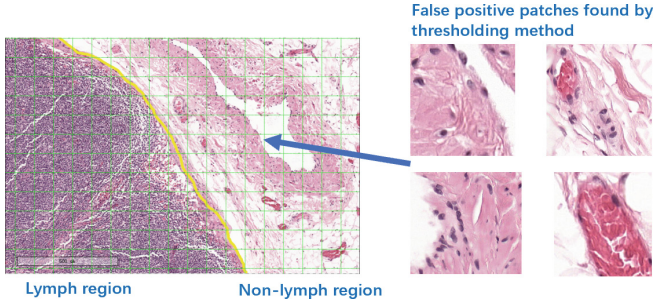 False positive patches found by
thresholding method
Lymph region
Non-lymph region